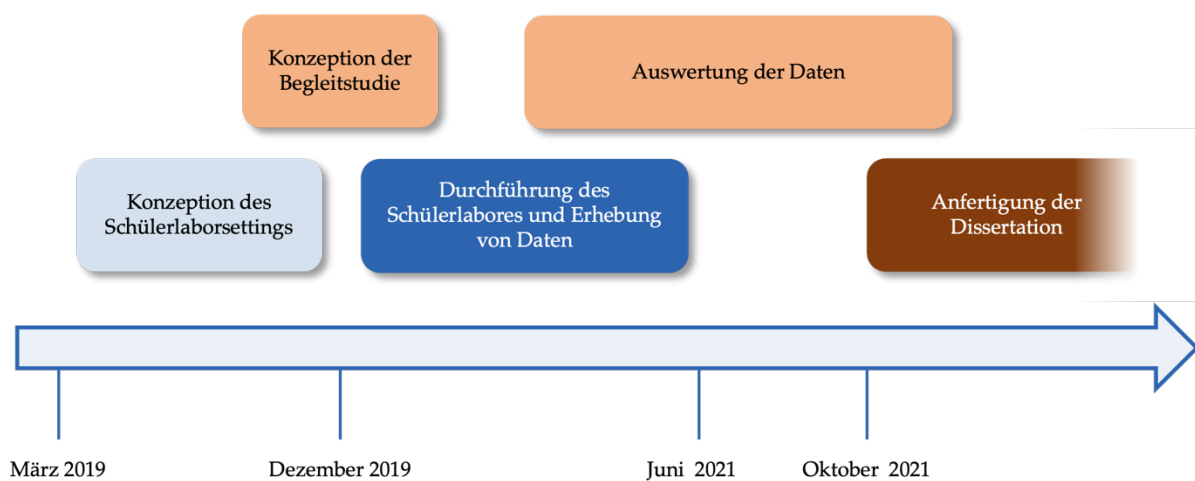 Konzeption der
Begleitstudie
Auswertung der Daten
Konzeption des
Schülerlaborsettings
Durchführung des
Schülerlabores und Erhebung
von Daten
Anfertigung der
Dissertation
März 2019
Dezember 2019
Juni 2021
Oktober 2021